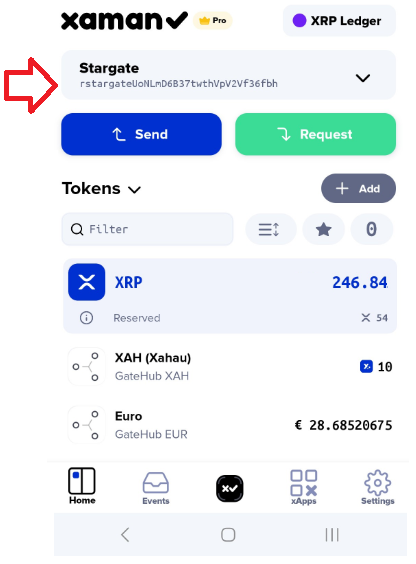 xaman
Pro
XRP Ledger
Stargate
rstargateUoNLmD6B37twthVpV2Vf36fbh
Send
Request
Tokens
Add
Filter
0
XRP
246.84
Reserved
54
XAH (Xahau)
GateHub XAH
10
Euro
GateHub EUR
€ 28.68520675
Home
Events
xApps
Settings